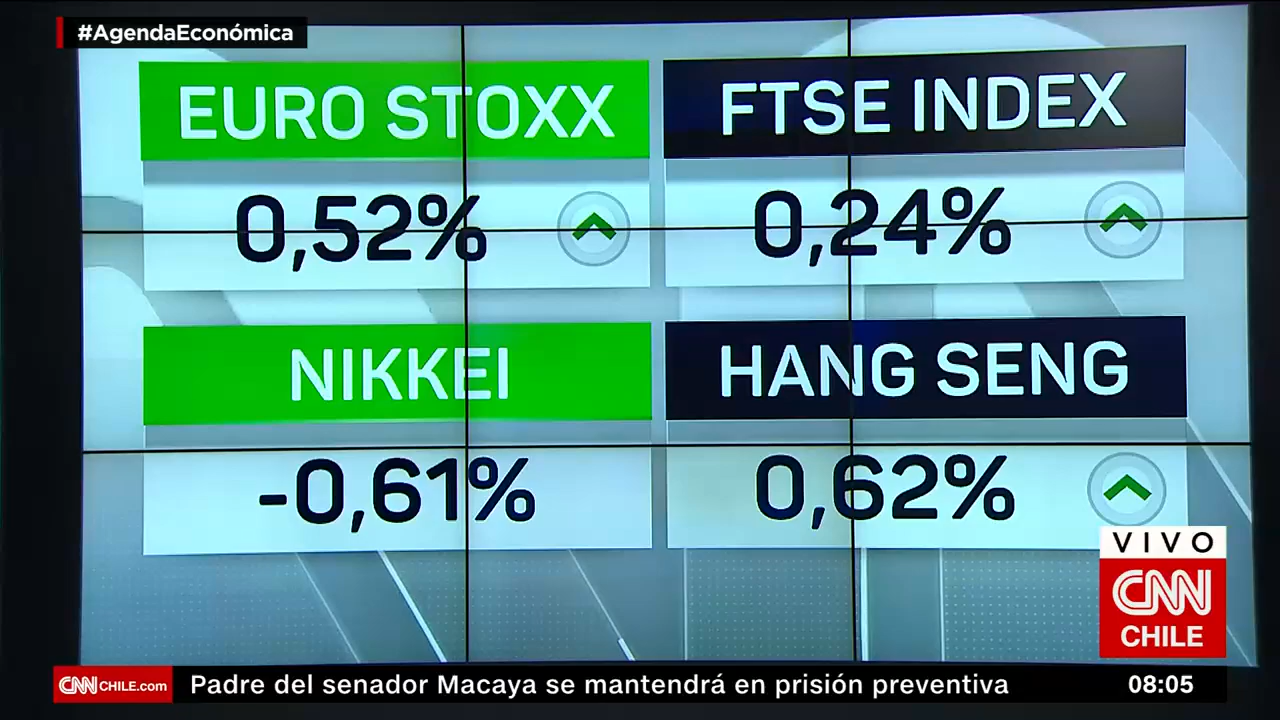 #AgendaEconómica
EURO STOXX
0,52%
FTSE INDEX
0,24%
NIKKEI
-0,61%
HANG SENG
0,62%
VIVO
CNN
CHILE
CNNCHILE.com
Padre del senador Macaya se mantendrá en prisión preventiva
08:05